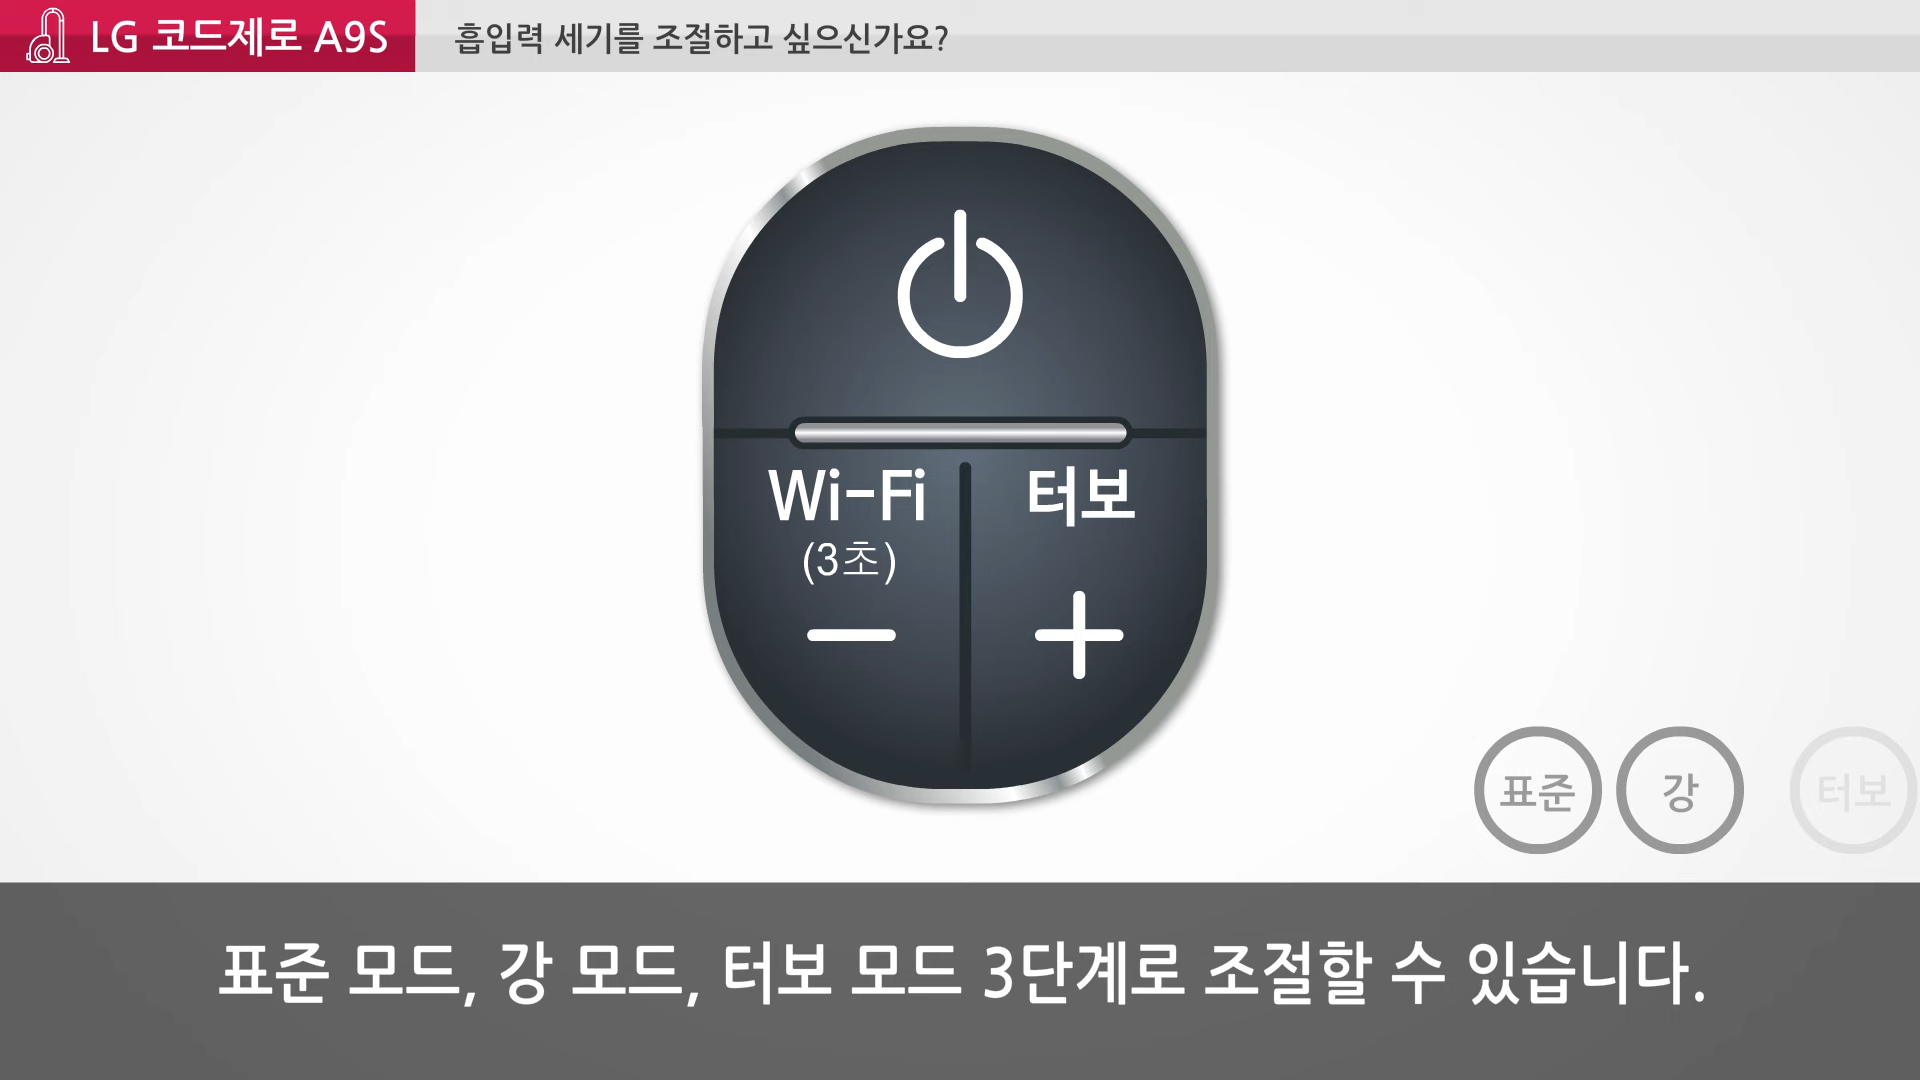 LG 코드제로 A9S
흡입력 세기를 조절하고 싶으신가요?
Wi-Fi
(3초)
터보
표준
강
터보
표준 모드, 강 모드, 터보 모드 3단계로 조절할 수 있습니다.